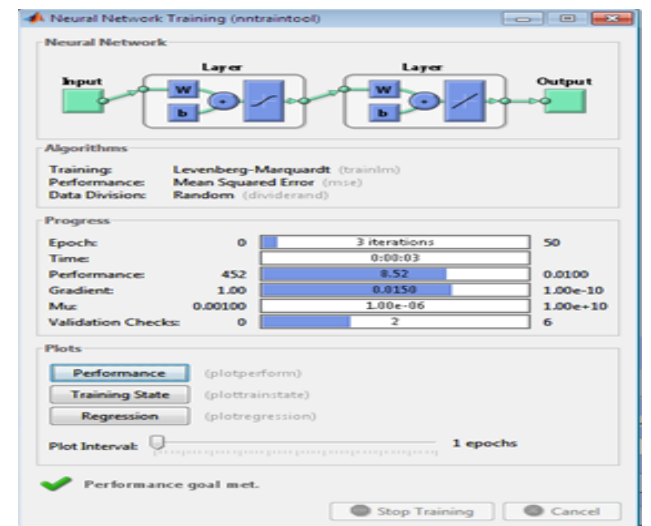 Neural Network Training (nntraintool)
Neural Network
Layer Layer
Input Output
W W
b b
Algorithms
Training: Levenberg-Marquardt (trainlm)
Performance: Mean Squared Error (mse)
Data Division: Random (dividerand)
Progress
Epoch: 0 3 iterations 50
Time: 0:00:03
Performance: 452 8.52 0.0100
Gradient: 1.00 0.0150 1.00e-10
Mu: 0.00100 1.00e-06 1.00e+10
Validation Checks: 0 2 6
Plots
Performance (plotperform)
Training State (plottrainstate)
Regression (plotregression)
Plot Interval: 1 epochs
Performance goal met.
Stop Training Cancel